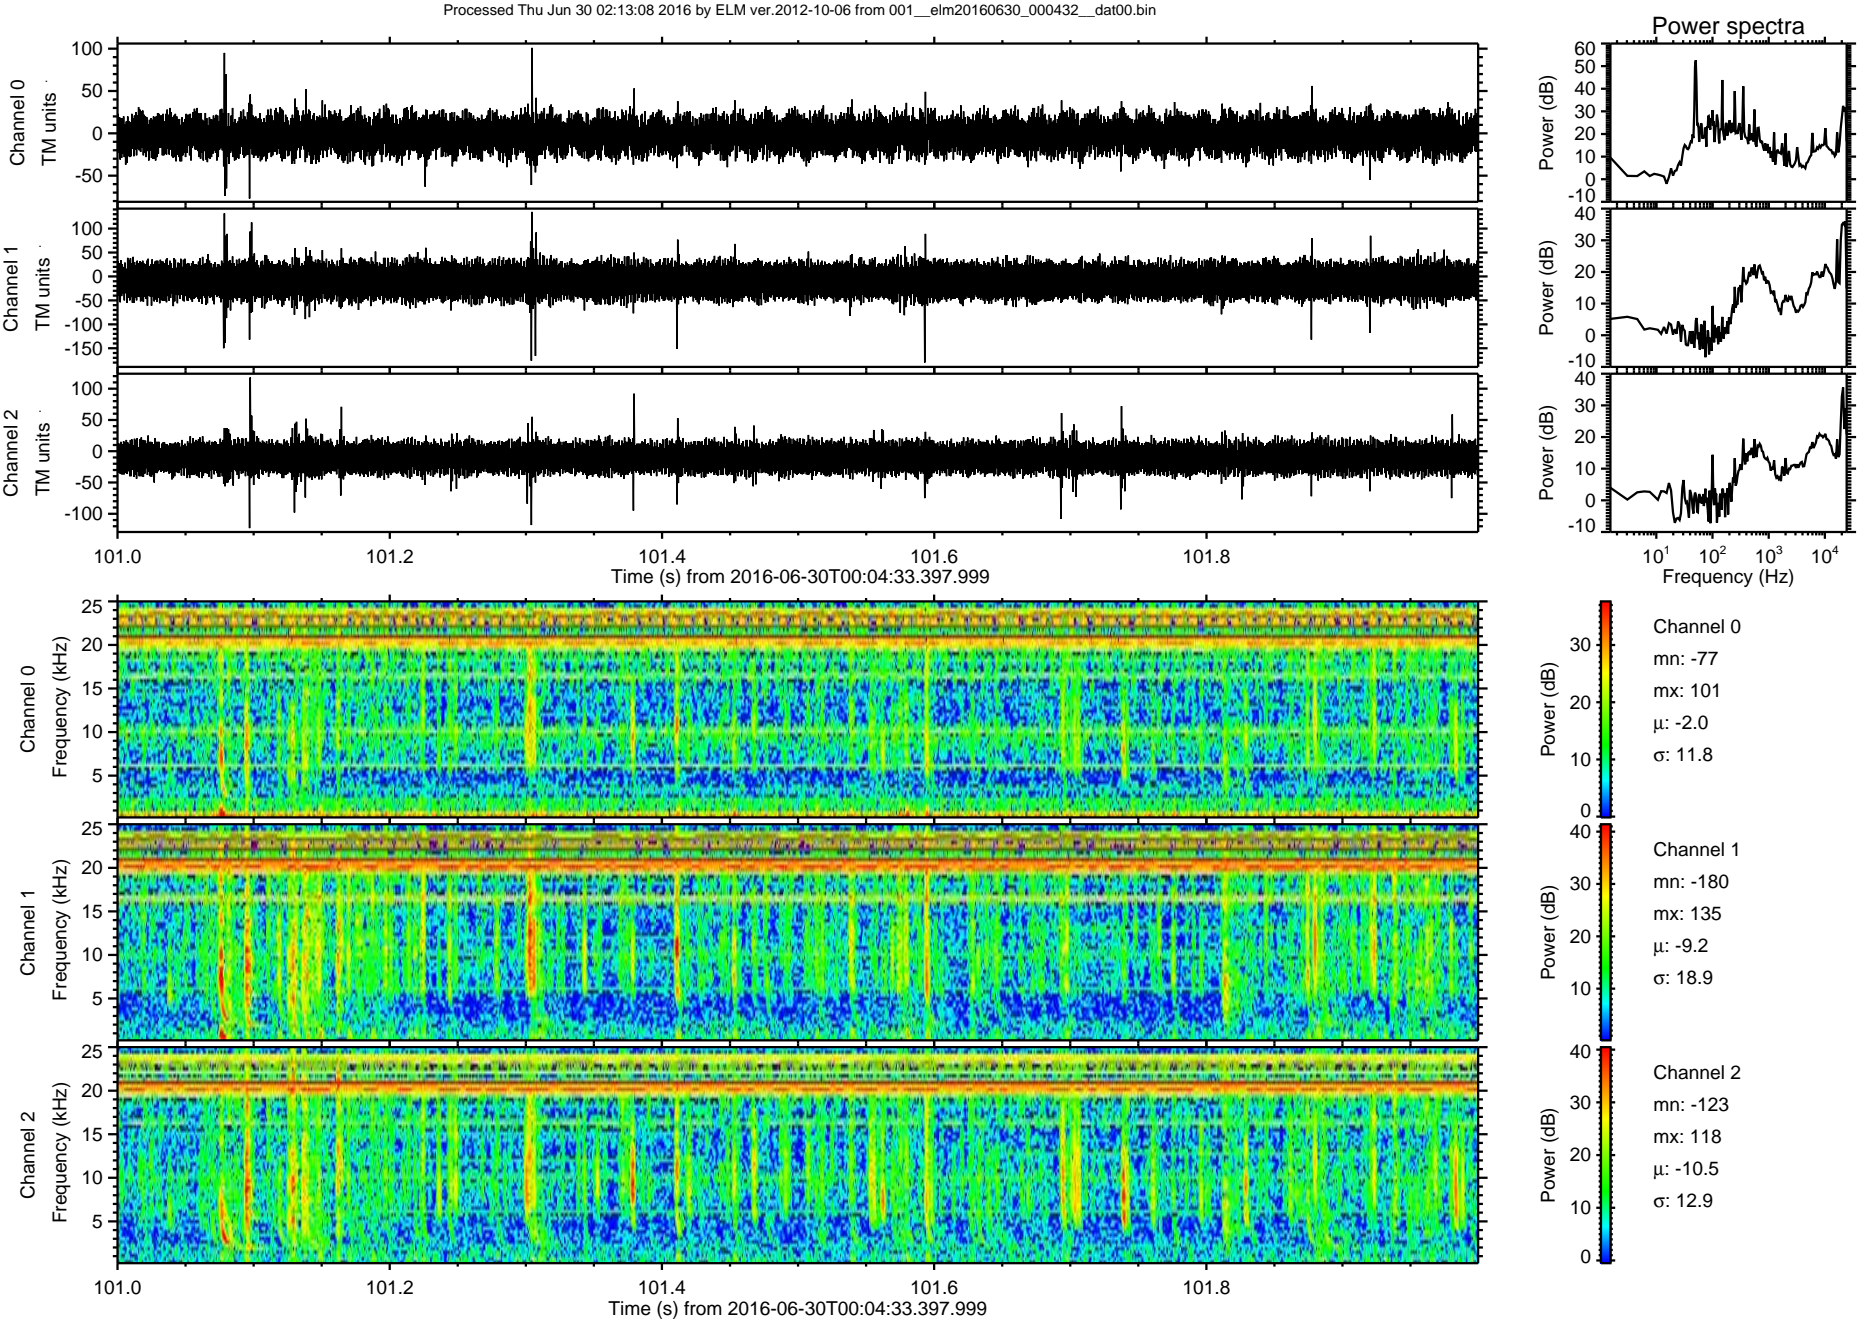 Processed Thu Jun 30 02:13:08 2016 by ELM ver.2012-10-06 from 001__elm20160630_000432__dat00.bin
Power spectra
Channel 0
TM units
100
50
0
-50
Power (dB)
60
50
40
30
20
10
0
-10
Channel 1
TM units
100
50
0
-50
-100
-150
Power (dB)
40
30
20
10
0
-10
Channel 2
TM units
100
50
0
-50
-100
Power (dB)
40
30
20
10
0
-10
101.0 101.2 101.4 101.6 101.8
Time (s) from 2016-06-30T00:04:33.397.999
10¹ 10² 10³ 10⁴
Frequency (Hz)
Channel 0
Frequency (kHz)
25
20
15
10
5
Power (dB)
30
20
10
0
Channel 0
mn: -77
mx: 101
μ: -2.0
σ: 11.8
Channel 1
Frequency (kHz)
25
20
15
10
5
Power (dB)
40
30
20
10
Channel 1
mn: -180
mx: 135
μ: -9.2
σ: 18.9
Channel 2
Frequency (kHz)
25
20
15
10
5
Power (dB)
40
30
20
10
0
Channel 2
mn: -123
mx: 118
μ: -10.5
σ: 12.9
101.0 101.2 101.4 101.6 101.8
Time (s) from 2016-06-30T00:04:33.397.999